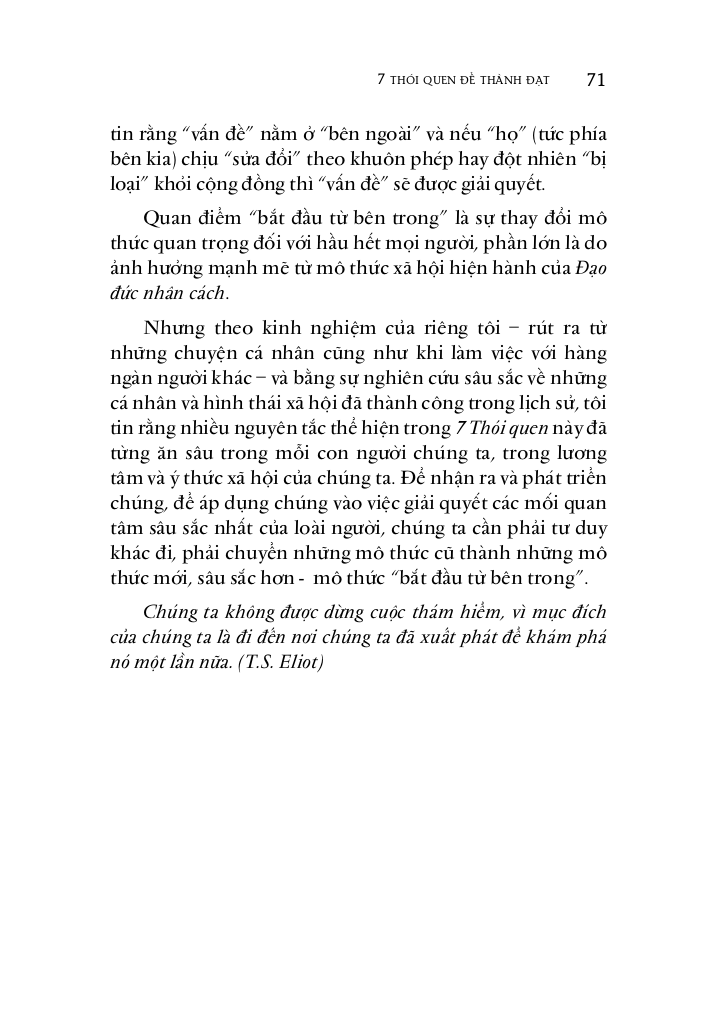 7 THÓI QUEN ĐỂ THÀNH ĐẠT 71
tin rằng “vấn đề” nằm ở “bên ngoài” và nếu “họ” (tức phía
bên kia) chịu “sửa đổi” theo khuôn phép hay đột nhiên “bị
loại” khỏi cộng đồng thì “vấn đề” sẽ được giải quyết.
Quan điểm “bắt đầu từ bên trong” là sự thay đổi mô
thức quan trọng đối với hầu hết mọi người, phần lớn là do
ảnh hưởng mạnh mẽ từ mô thức xã hội hiện hành của Đạo
đức nhân cách.
Nhưng theo kinh nghiệm của riêng tôi – rút ra từ
những chuyện cá nhân cũng như khi làm việc với hàng
ngàn người khác – và bằng sự nghiên cứu sâu sắc về những
cá nhân và hình thái xã hội đã thành công trong lịch sử, tôi
tin rằng nhiều nguyên tắc thể hiện trong 7 Thói quen này đã
từng ăn sâu trong mỗi con người chúng ta, trong lương
tâm và ý thức xã hội của chúng ta. Để nhận ra và phát triển
chúng, để áp dụng chúng vào việc giải quyết các mối quan
tâm sâu sắc nhất của loài người, chúng ta cần phải tư duy
khác đi, phải chuyển những mô thức cũ thành những mô
thức mới, sâu sắc hơn - mô thức “bắt đầu từ bên trong”.
Chúng ta không được dừng cuộc thám hiểm, vì mục đích
của chúng ta là đi đến nơi chúng ta đã xuất phát để khám phá
nó một lần nữa. (T.S. Eliot)